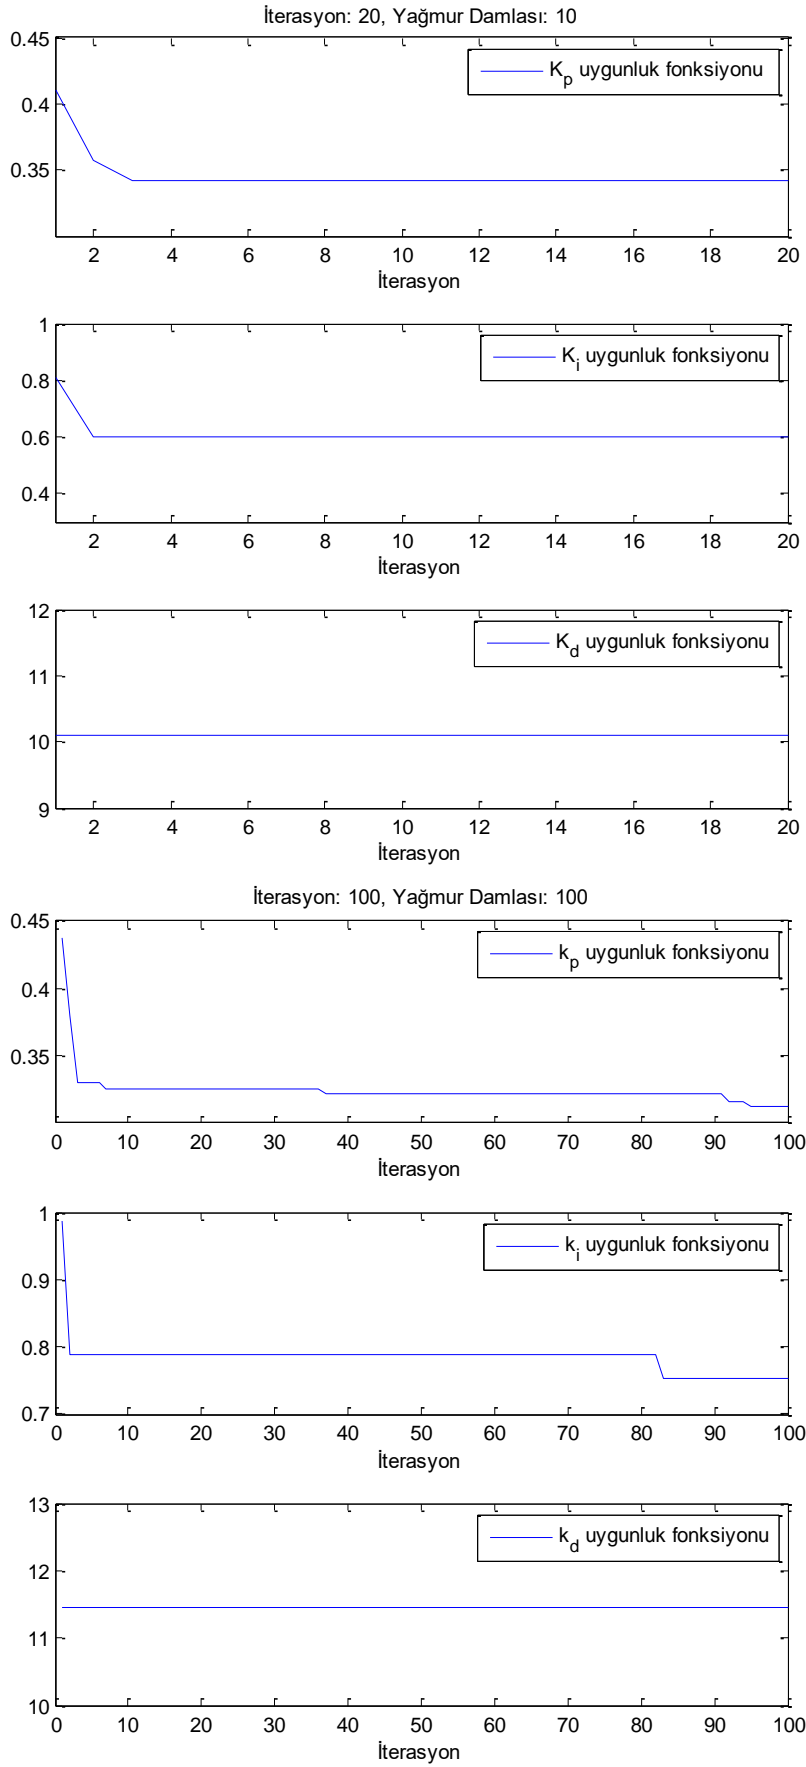 İterasyon: 20, Yağmur Damlası: 10
0.45
0.4
0.35
K_p uygunluk fonksiyonu
2 4 6 8 10 12 14 16 18 20
İterasyon
1
0.8
0.6
0.4
K_i uygunluk fonksiyonu
2 4 6 8 10 12 14 16 18 20
İterasyon
12
11
10
9
K_d uygunluk fonksiyonu
2 4 6 8 10 12 14 16 18 20
İterasyon
İterasyon: 100, Yağmur Damlası: 100
0.45
0.4
0.35
k_p uygunluk fonksiyonu
0 10 20 30 40 50 60 70 80 90 100
İterasyon
1
0.9
0.8
0.7
k_i uygunluk fonksiyonu
0 10 20 30 40 50 60 70 80 90 100
İterasyon
13
12
11
10
k_d uygunluk fonksiyonu
0 10 20 30 40 50 60 70 80 90 100
İterasyon